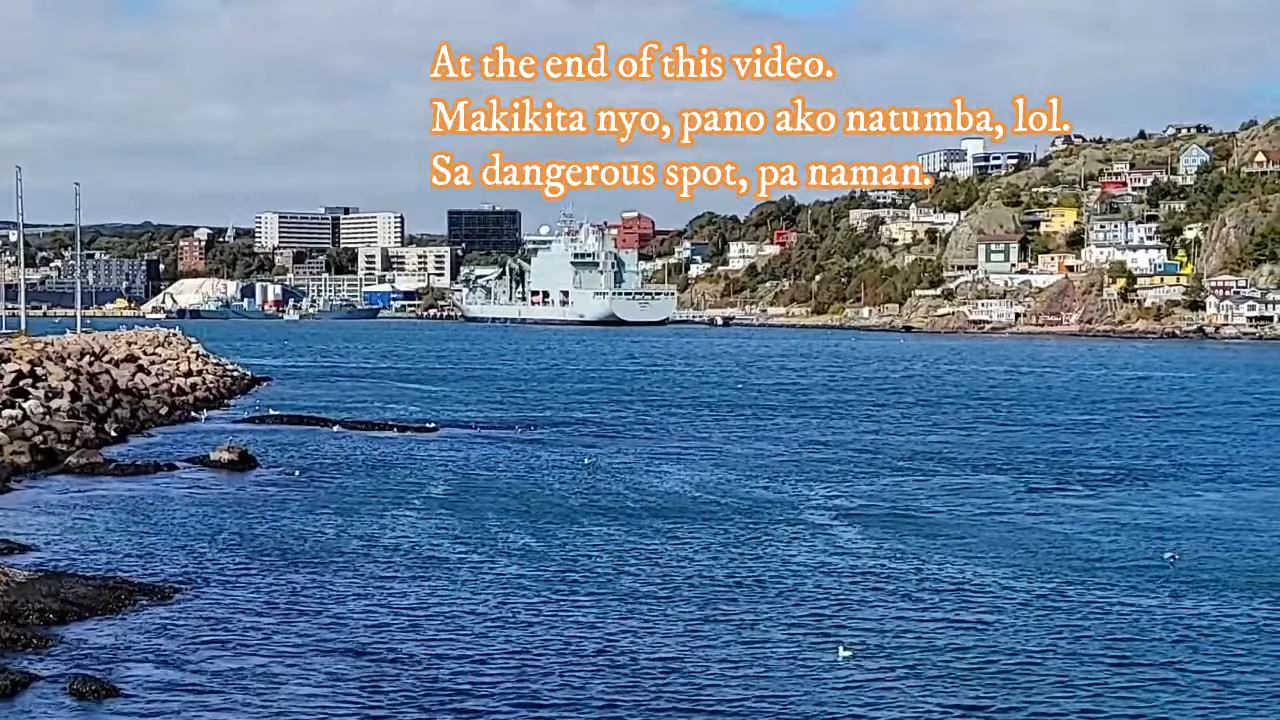 At the end of this video.
Makikita nyo, pano ako natumba, lol.
Sa dangerous spot, pa naman.